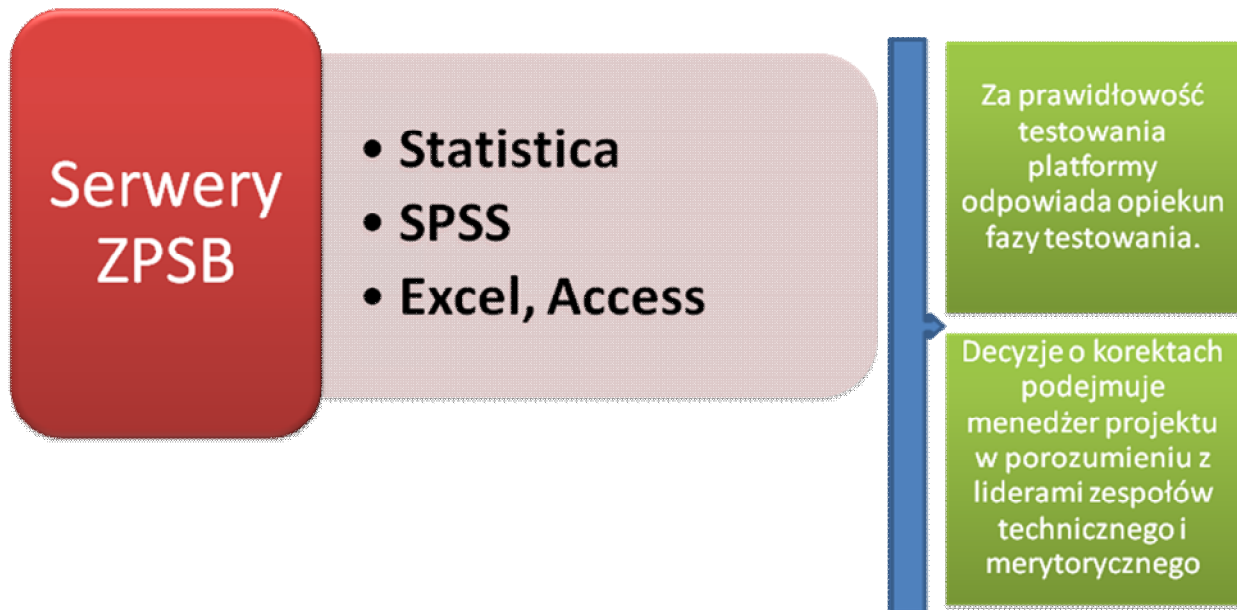 Serwery
ZPSB
• Statistica
• SPSS
• Excel, Access
Za prawidłowość
testowania
platformy
odpowiada opiekun
fazy testowania.
Decyzje o korektach
podejmuje
menedżer projektu
w porozumieniu z
liderami zespołów
technicznego i
merytorycznego